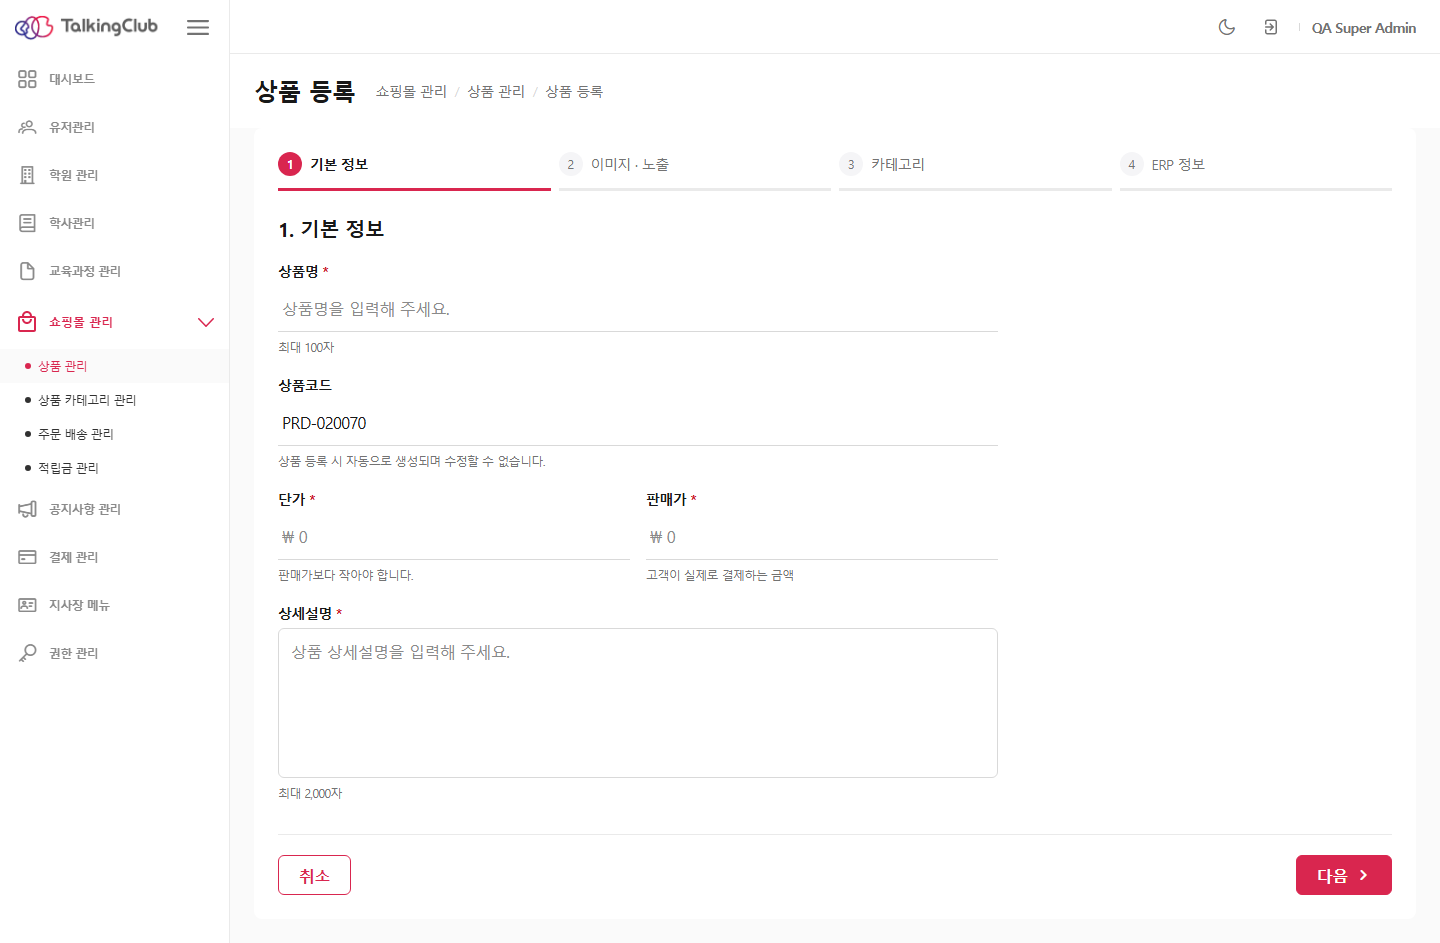 TalkingClub
QA Super Admin
대시보드
유저관리
학원 관리
학사관리
교육과정 관리
쇼핑몰 관리
상품 관리
상품 카테고리 관리
주문 배송 관리
적립금 관리
공지사항 관리
결제 관리
지사장 메뉴
권한 관리
상품 등록 쇼핑몰 관리 / 상품 관리 / 상품 등록
1 기본 정보 2 이미지 · 노출 3 카테고리 4 ERP 정보
1. 기본 정보
상품명 *
상품명을 입력해 주세요.
최대 100자
상품코드
PRD-020070
상품 등록 시 자동으로 생성되며 수정할 수 없습니다.
단가 * 판매가 *
₩ 0 ₩ 0
판매가보다 작아야 합니다. 고객이 실제로 결제하는 금액
상세설명 *
상품 상세설명을 입력해 주세요.
최대 2,000자
취소 다음